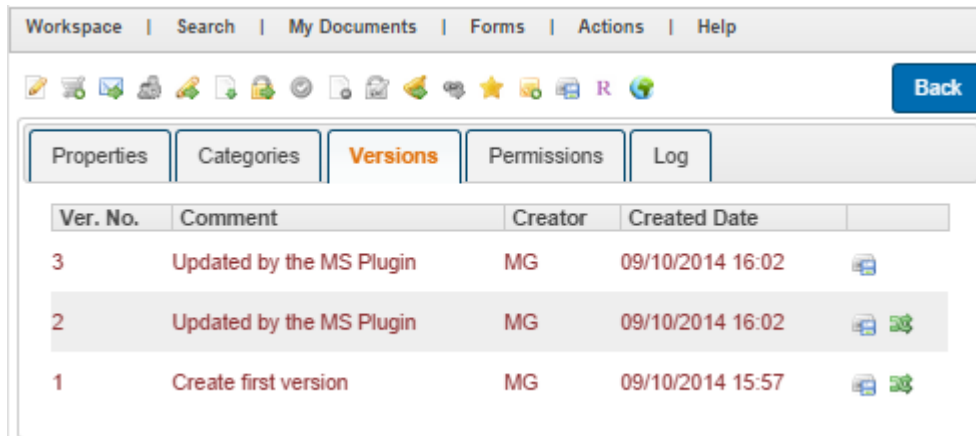 Workspace | Search | My Documents | Forms | Actions | Help
R Back
Properties Categories Versions Permissions Log
Ver. No. Comment Creator Created Date
3 Updated by the MS Plugin MG 09/10/2014 16:02
2 Updated by the MS Plugin MG 09/10/2014 16:02
1 Create first version MG 09/10/2014 15:57